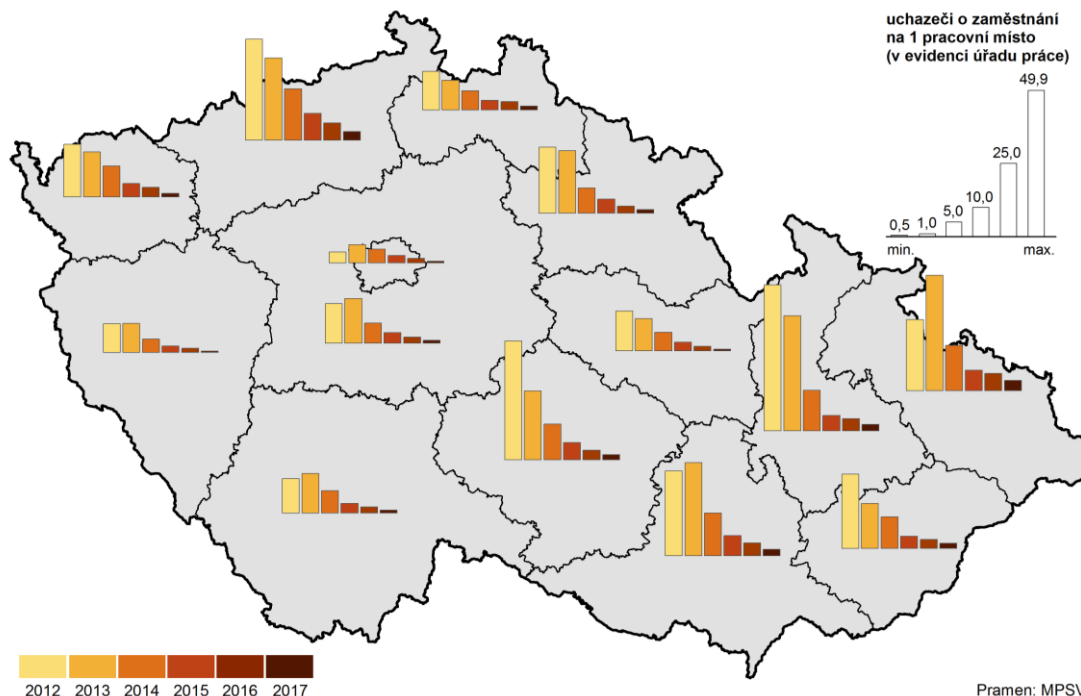 uchazeči o zaměstnání
na 1 pracovní místo
(v evidenci úřadu práce)
49,9
25,0
10,0
5,0
0,5 1,0
min. max.
2012 2013 2014 2015 2016 2017
Pramen: MPSV